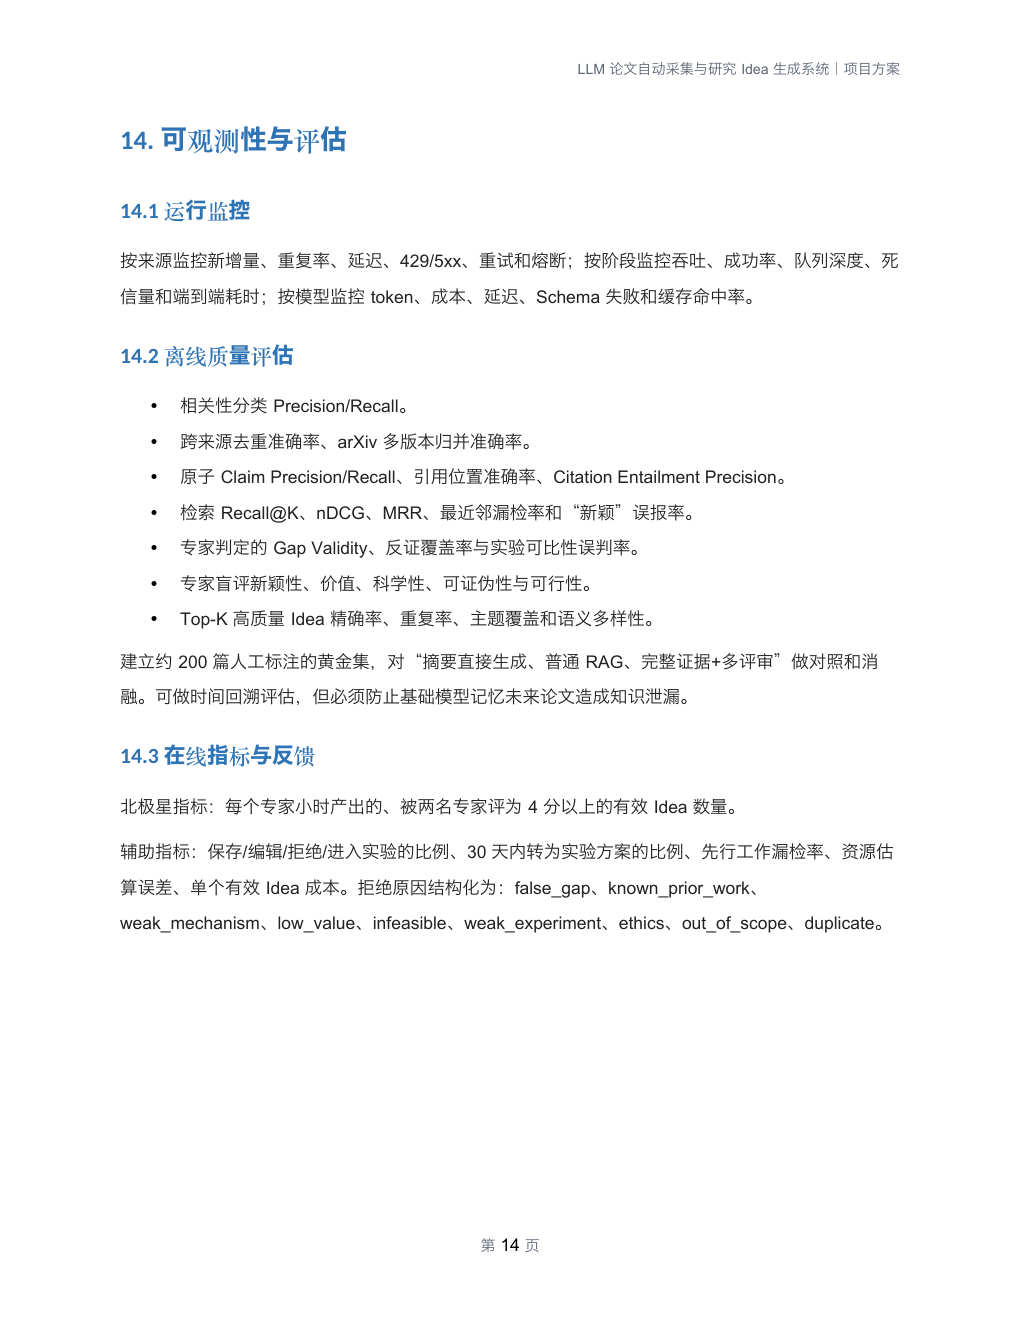 LLM 论文自动采集与研究 Idea 生成系统｜项目方案
14. 可观测性与评估
14.1 运行监控
按来源监控新增量、重复率、延迟、429/5xx、重试和熔断；按阶段监控吞吐、成功率、队列深度、死
信量和端到端耗时；按模型监控 token、成本、延迟、Schema 失败和缓存命中率。
14.2 离线质量评估
• 相关性分类 Precision/Recall。
• 跨来源去重准确率、arXiv 多版本归并准确率。
• 原子 Claim Precision/Recall、引用位置准确率、Citation Entailment Precision。
• 检索 Recall@K、nDCG、MRR、最近邻漏检率和“新颖”误报率。
• 专家判定的 Gap Validity、反证覆盖率与实验可比性误判率。
• 专家盲评新颖性、价值、科学性、可证伪性与可行性。
• Top-K 高质量 Idea 精确率、重复率、主题覆盖和语义多样性。
建立约 200 篇人工标注的黄金集，对“摘要直接生成、普通 RAG、完整证据+多评审”做对照和消
融。可做时间回溯评估，但必须防止基础模型记忆未来论文造成知识泄漏。
14.3 在线指标与反馈
北极星指标：每个专家小时产出的、被两名专家评为 4 分以上的有效 Idea 数量。
辅助指标：保存/编辑/拒绝/进入实验的比例、30 天内转为实验方案的比例、先行工作漏检率、资源估
算误差、单个有效 Idea 成本。拒绝原因结构化为：false_gap、known_prior_work、
weak_mechanism、low_value、infeasible、weak_experiment、ethics、out_of_scope、duplicate。
第 14 页